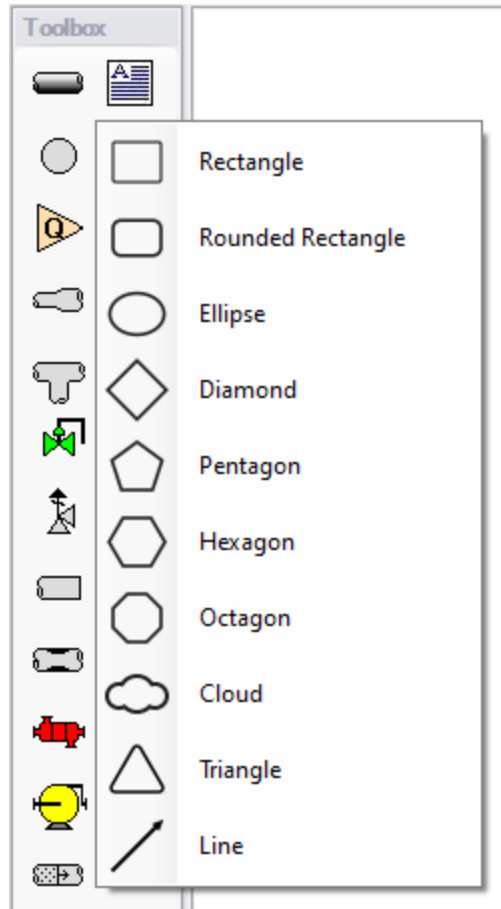 Toolbox
A
Q
Rectangle
Rounded Rectangle
Ellipse
Diamond
Pentagon
Hexagon
Octagon
Cloud
Triangle
Line